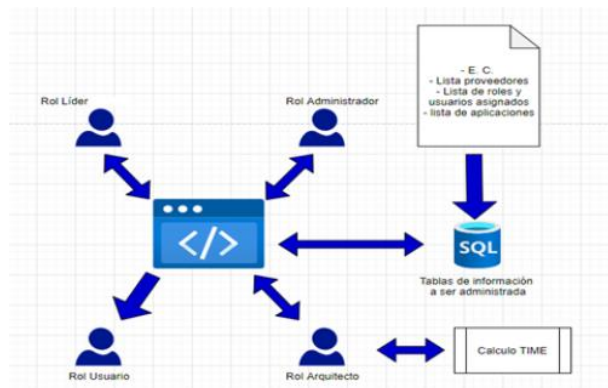 - E. C.
- Lista proveedores
- Lista de roles y
usuarios asignados
- lista de aplicaciones
Rol Líder
Rol Administrador
</>
SQL
Tablas de información
a ser administrada
Calculo TIME
Rol Usuario
Rol Arquitecto